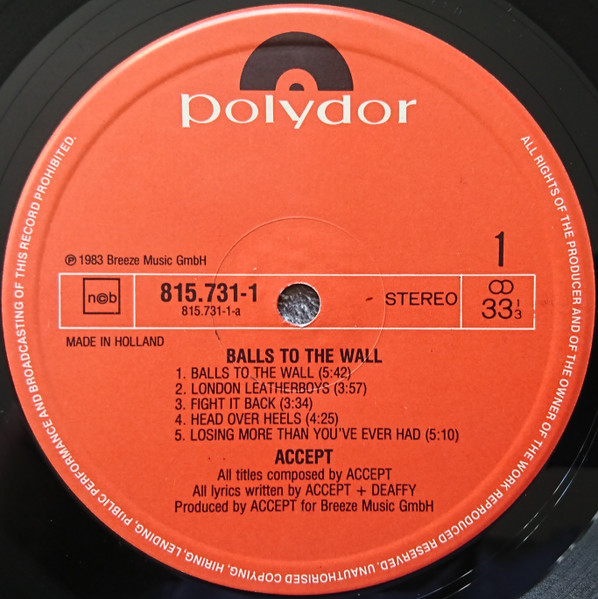 polydor
℗ 1983 Breeze Music GmbH
1
ncb
815.731-1
815.731-1-a
STEREO
33 1/3
MADE IN HOLLAND
BALLS TO THE WALL
1. BALLS TO THE WALL (5:42)
2. LONDON LEATHERBOYS (3:57)
3. FIGHT IT BACK (3:34)
4. HEAD OVER HEELS (4:25)
5. LOSING MORE THAN YOU'VE EVER HAD (5:10)
ACCEPT
All titles composed by ACCEPT
All lyrics written by ACCEPT + DEAFFY
Produced by ACCEPT for Breeze Music GmbH
ALL RIGHTS OF THE PRODUCER AND OF THE OWNER OF THE WORK REPRODUCED RESERVED. UNAUTHORISED COPYING, HIRING, LENDING, PUBLIC PERFORMANCE AND BROADCASTING OF THIS RECORD PROHIBITED.